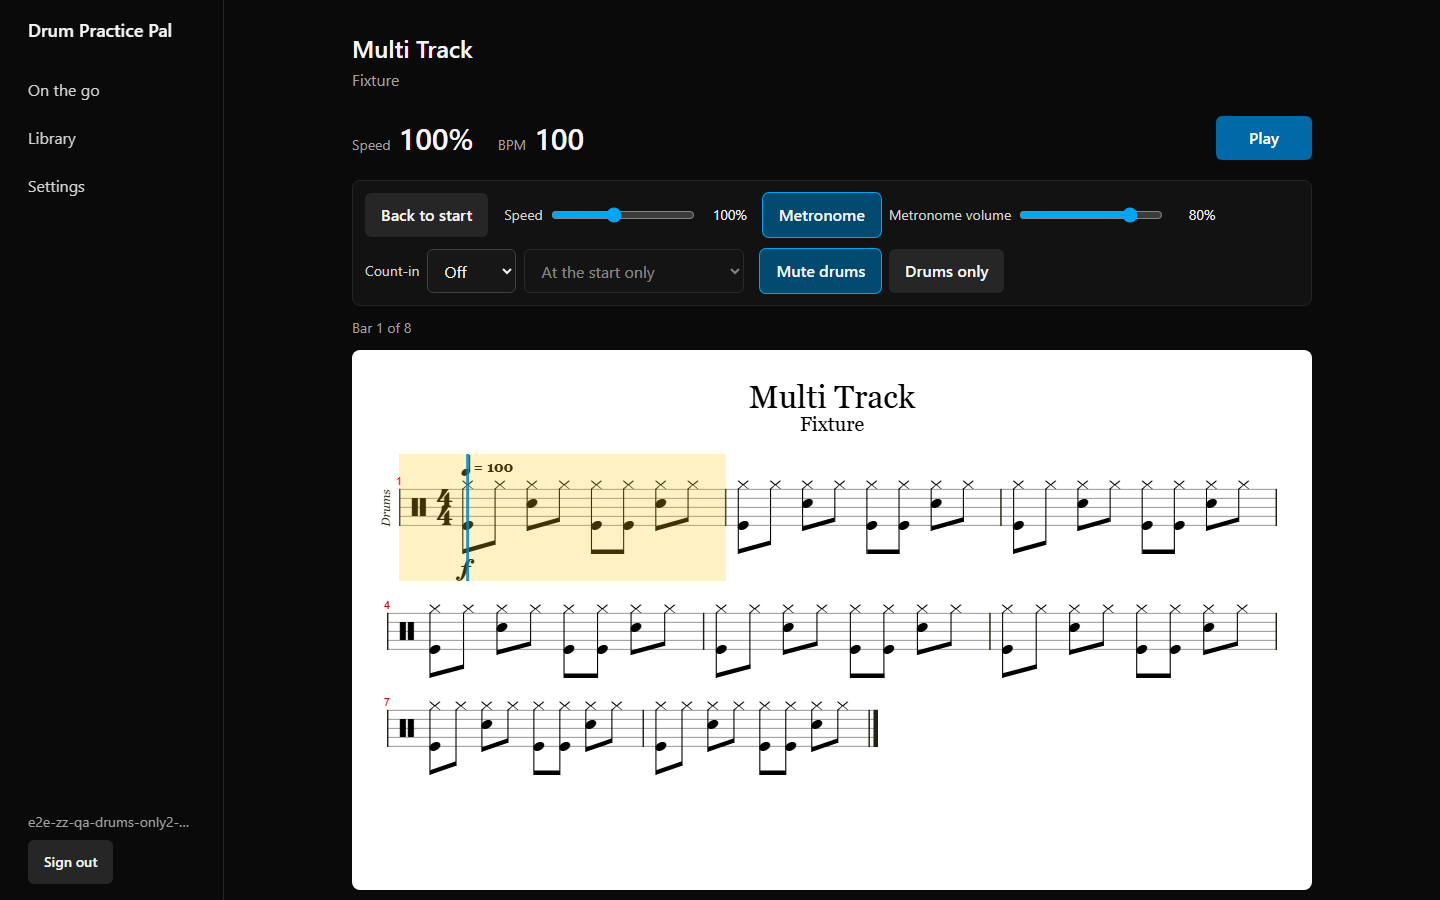 Drum Practice Pal
On the go
Library
Settings
Multi Track
Fixture
Speed 100% BPM 100
Play
Back to start Speed 100% Metronome Metronome volume 80%
Count-in Off At the start only Mute drums Drums only
Bar 1 of 8
Multi Track
Fixture
= 100
1
Drums
4
4
f
4
7
e2e-zz-qa-drums-only2-...
Sign out